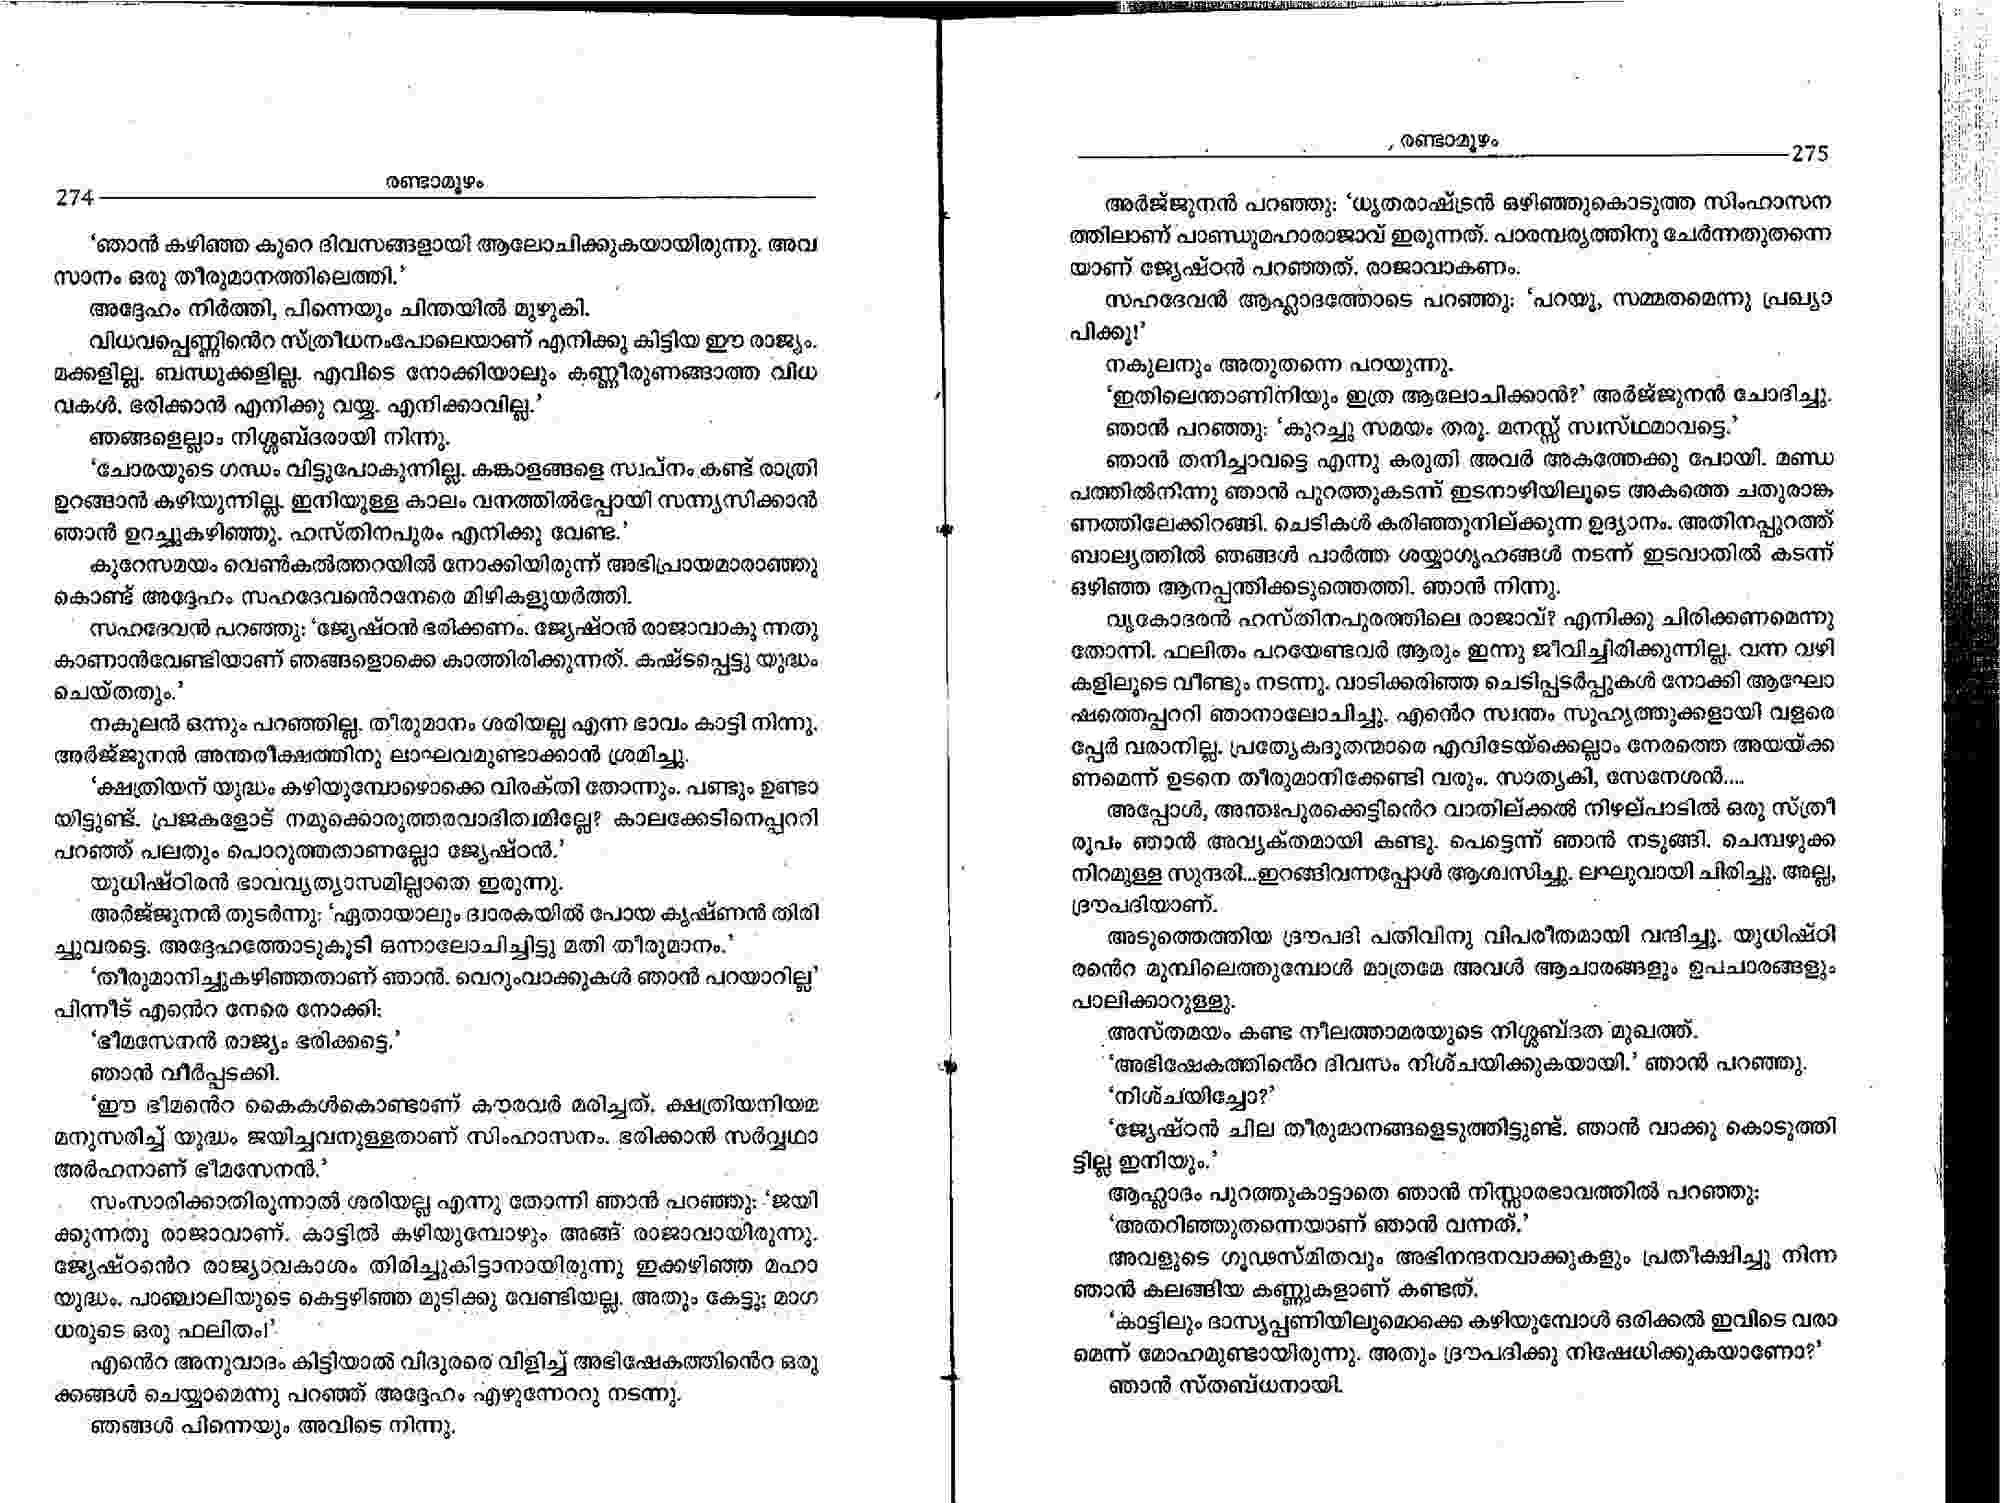 274
രണ്ടാമൂഴം
‘ഞാൻ കഴിഞ്ഞ കുറെ ദിവസങ്ങളായി ആലോചിക്കുകയായിരുന്നു. അവ
സാനം ഒരു തീരുമാനത്തിലെത്തി.’
അദ്ദേഹം നിർത്തി, പിന്നെയും ചിന്തയിൽ മുഴുകി.
വിധവപ്പെണ്ണിൻെറ സ്ത്രീധനംപോലെയാണ് എനിക്കു കിട്ടിയ ഈ രാജ്യം.
മക്കളില്ല. ബന്ധുക്കളില്ല. എവിടെ നോക്കിയാലും കണ്ണീരുണങ്ങാത്ത വിധ
വകൾ. ഭരിക്കാൻ എനിക്കു വയ്യ. എനിക്കാവില്ല.’
ഞങ്ങളെല്ലാം നിശ്ശബ്ദരായി നിന്നു.
‘ചോരയുടെ ഗന്ധം വിട്ടുപോകുന്നില്ല. കങ്കാളങ്ങളെ സ്വപ്നം കണ്ട് രാത്രി
ഉറങ്ങാൻ കഴിയുന്നില്ല. ഇനിയുള്ള കാലം വനത്തിൽപ്പോയി സന്ന്യസിക്കാൻ
ഞാൻ ഉറച്ചുകഴിഞ്ഞു. ഹസ്തിനപുരം എനിക്കു വേണ്ട.’
കുറേസമയം വെൺകൽത്തറയിൽ നോക്കിയിരുന്ന് അഭിപ്രായമാരാഞ്ഞു
കൊണ്ട് അദ്ദേഹം സഹദേവൻെറനേരെ മിഴികളുയർത്തി.
സഹദേവൻ പറഞ്ഞു: ‘ജ്യേഷ്ഠൻ ഭരിക്കണം. ജ്യേഷ്ഠൻ രാജാവാകു ന്നതു
കാണാൻവേണ്ടിയാണ് ഞങ്ങളൊക്കെ കാത്തിരിക്കുന്നത്. കഷ്ടപ്പെട്ടു യുദ്ധം
ചെയ്തതും.’
നകുലൻ ഒന്നും പറഞ്ഞില്ല. തീരുമാനം ശരിയല്ല എന്ന ഭാവം കാട്ടി നിന്നു.
അർജ്ജുനൻ അന്തരീക്ഷത്തിനു ലാഘവമുണ്ടാക്കാൻ ശ്രമിച്ചു.
‘ക്ഷത്രിയന് യുദ്ധം കഴിയുമ്പോഴൊക്കെ വിരക്തി തോന്നും. പണ്ടും ഉണ്ടാ
യിട്ടുണ്ട്. പ്രജകളോട് നമുക്കൊരുത്തരവാദിത്വമില്ലേ? കാലക്കേടിനെപ്പററി
പറഞ്ഞ് പലതും പൊറുത്തതാണല്ലോ ജ്യേഷ്ഠൻ.’
യുധിഷ്ഠിരൻ ഭാവവ്യത്യാസമില്ലാതെ ഇരുന്നു.
അർജ്ജുനൻ തുടർന്നു: ‘ഏതായാലും ദ്വാരകയിൽ പോയ കൃഷ്ണൻ തിരി
ച്ചുവരട്ടെ. അദ്ദേഹത്തോടുകൂടി ഒന്നാലോചിച്ചിട്ടു മതി തീരുമാനം.’
‘തീരുമാനിച്ചുകഴിഞ്ഞതാണ് ഞാൻ. വെറുംവാക്കുകൾ ഞാൻ പറയാറില്ല’
പിന്നീട് എൻെറ നേരെ നോക്കി:
‘ഭീമസേനൻ രാജ്യം ഭരിക്കട്ടെ.’
ഞാൻ വീർപ്പടക്കി.
‘ഈ ഭീമൻെറ കൈകൾകൊണ്ടാണ് കൗരവർ മരിച്ചത്. ക്ഷത്രിയനിയമ
മനുസരിച്ച് യുദ്ധം ജയിച്ചവനുള്ളതാണ് സിംഹാസനം. ഭരിക്കാൻ സർവ്വഥാ
അർഹനാണ് ഭീമസേനൻ.’
സംസാരിക്കാതിരുന്നാൽ ശരിയല്ല എന്നു തോന്നി ഞാൻ പറഞ്ഞു: ‘ജയി
ക്കുന്നതു രാജാവാണ്. കാട്ടിൽ കഴിയുമ്പോഴും അങ്ങ് രാജാവായിരുന്നു.
ജ്യേഷ്ഠൻെറ രാജ്യാവകാശം തിരിച്ചുകിട്ടാനായിരുന്നു ഇക്കഴിഞ്ഞ മഹാ
യുദ്ധം. പാഞ്ചാലിയുടെ കെട്ടഴിഞ്ഞ മുടിക്കു വേണ്ടിയല്ല. അതും കേട്ടു; മാഗ
ധരുടെ ഒരു ഫലിതം!’
എൻെറ അനുവാദം കിട്ടിയാൽ വിദുരരെ വിളിച്ച് അഭിഷേകത്തിൻെറ ഒരു
ക്കങ്ങൾ ചെയ്യാമെന്നു പറഞ്ഞ് അദ്ദേഹം എഴുന്നേററു നടന്നു.
ഞങ്ങൾ പിന്നെയും അവിടെ നിന്നു.
രണ്ടാമൂഴം
275
അർജ്ജുനൻ പറഞ്ഞു: ‘ധൃതരാഷ്ട്രൻ ഒഴിഞ്ഞുകൊടുത്ത സിംഹാസന
ത്തിലാണ് പാണ്ഡുമഹാരാജാവ് ഇരുന്നത്. പാരമ്പര്യത്തിനു ചേർന്നതുതന്നെ
യാണ് ജ്യേഷ്ഠൻ പറഞ്ഞത്. രാജാവാകണം.
സഹദേവൻ ആഹ്ലാദത്തോടെ പറഞ്ഞു: ‘പറയൂ, സമ്മതമെന്നു പ്രഖ്യാ
പിക്കൂ!’
നകുലനും അതുതന്നെ പറയുന്നു.
‘ഇതിലെന്താണിനിയും ഇത്ര ആലോചിക്കാൻ?’ അർജ്ജുനൻ ചോദിച്ചു.
ഞാൻ പറഞ്ഞു: ‘കുറച്ചു സമയം തരൂ. മനസ്സ് സ്വസ്ഥമാവട്ടെ.’
ഞാൻ തനിച്ചാവട്ടെ എന്നു കരുതി അവർ അകത്തേക്കു പോയി. മണ്ഡ
പത്തിൽനിന്നു ഞാൻ പുറത്തുകടന്ന് ഇടനാഴിയിലൂടെ അകത്തെ ചതുരാങ്ക
ണത്തിലേക്കിറങ്ങി. ചെടികൾ കരിഞ്ഞുനില്ക്കുന്ന ഉദ്യാനം. അതിനപ്പുറത്ത്
ബാല്യത്തിൽ ഞങ്ങൾ പാർത്ത ശയ്യാഗൃഹങ്ങൾ നടന്ന് ഇടവാതിൽ കടന്ന്
ഒഴിഞ്ഞ ആനപ്പന്തിക്കടുത്തെത്തി. ഞാൻ നിന്നു.
വൃകോദരൻ ഹസ്തിനപുരത്തിലെ രാജാവ്? എനിക്കു ചിരിക്കണമെന്നു
തോന്നി. ഫലിതം പറയേണ്ടവർ ആരും ഇന്നു ജീവിച്ചിരിക്കുന്നില്ല. വന്ന വഴി
കളിലൂടെ വീണ്ടും നടന്നു. വാടിക്കരിഞ്ഞ ചെടിപ്പടർപ്പുകൾ നോക്കി ആഘോ
ഷത്തെപ്പററി ഞാനാലോചിച്ചു. എൻെറ സ്വന്തം സുഹൃത്തുക്കളായി വളരെ
പ്പേർ വരാനില്ല. പ്രത്യേകദൂതന്മാരെ എവിടേയ്ക്കെല്ലാം നേരത്തെ അയയ്ക്ക
ണമെന്ന് ഉടനെ തീരുമാനിക്കേണ്ടി വരും. സാത്യകി, സേനേശൻ....
അപ്പോൾ, അന്തഃപുരക്കെട്ടിൻെറ വാതില്ക്കൽ നിഴല്പാടിൽ ഒരു സ്ത്രീ
രൂപം ഞാൻ അവ്യക്തമായി കണ്ടു. പെട്ടെന്ന് ഞാൻ നടുങ്ങി. ചെമ്പഴുക്ക
നിറമുള്ള സുന്ദരി...ഇറങ്ങിവന്നപ്പോൾ ആശ്വസിച്ചു. ലഘുവായി ചിരിച്ചു. അല്ല,
ദ്രൗപദിയാണ്.
അടുത്തെത്തിയ ദ്രൗപദി പതിവിനു വിപരീതമായി വന്ദിച്ചു. യുധിഷ്ഠി
രൻെറ മുമ്പിലെത്തുമ്പോൾ മാത്രമേ അവൾ ആചാരങ്ങളും ഉപചാരങ്ങളും
പാലിക്കാറുള്ളു.
അസ്തമയം കണ്ട നീലത്താമരയുടെ നിശ്ശബ്ദത മുഖത്ത്.
‘അഭിഷേകത്തിൻെറ ദിവസം നിശ്ചയിക്കുകയായി.’ ഞാൻ പറഞ്ഞു.
‘നിശ്ചയിച്ചോ?’
‘ജ്യേഷ്ഠൻ ചില തീരുമാനങ്ങളെടുത്തിട്ടുണ്ട്. ഞാൻ വാക്കു കൊടുത്തി
ട്ടില്ല ഇനിയും.’
ആഹ്ലാദം പുറത്തുകാട്ടാതെ ഞാൻ നിസ്സാരഭാവത്തിൽ പറഞ്ഞു:
‘അതറിഞ്ഞുതന്നെയാണ് ഞാൻ വന്നത്.’
അവളുടെ ഗൂഢസ്മിതവും അഭിനന്ദനവാക്കുകളും പ്രതീക്ഷിച്ചു നിന്ന
ഞാൻ കലങ്ങിയ കണ്ണുകളാണ് കണ്ടത്.
‘കാട്ടിലും ദാസ്യപ്പണിയിലുമൊക്കെ കഴിയുമ്പോൾ ഒരിക്കൽ ഇവിടെ വരാ
മെന്ന് മോഹമുണ്ടായിരുന്നു. അതും ദ്രൗപദിക്കു നിഷേധിക്കുകയാണോ?’
ഞാൻ സ്തബ്ധനായി.